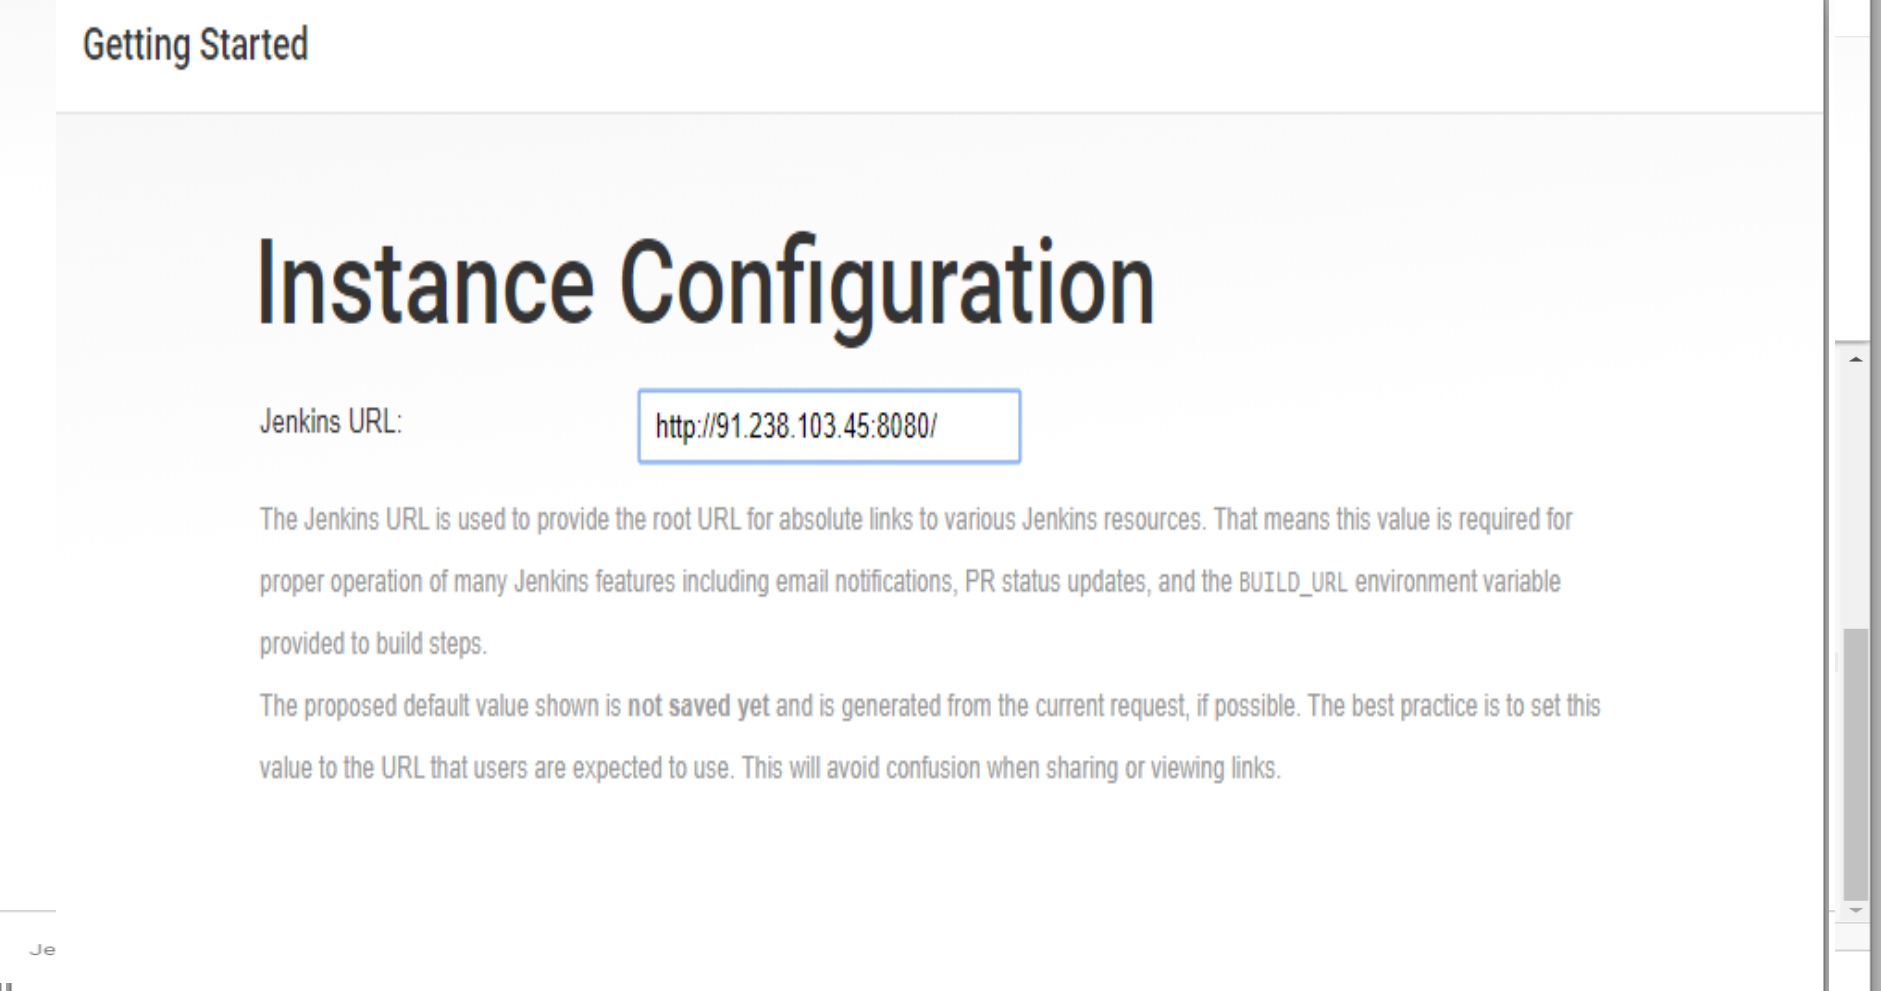 Getting Started
Instance Configuration
Jenkins URL: http://91.238.103.45:8080/
The Jenkins URL is used to provide the root URL for absolute links to various Jenkins resources. That means this value is required for
proper operation of many Jenkins features including email notifications, PR status updates, and the BUILD_URL environment variable
provided to build steps.
The proposed default value shown is not saved yet and is generated from the current request, if possible. The best practice is to set this
value to the URL that users are expected to use. This will avoid confusion when sharing or viewing links.
Je